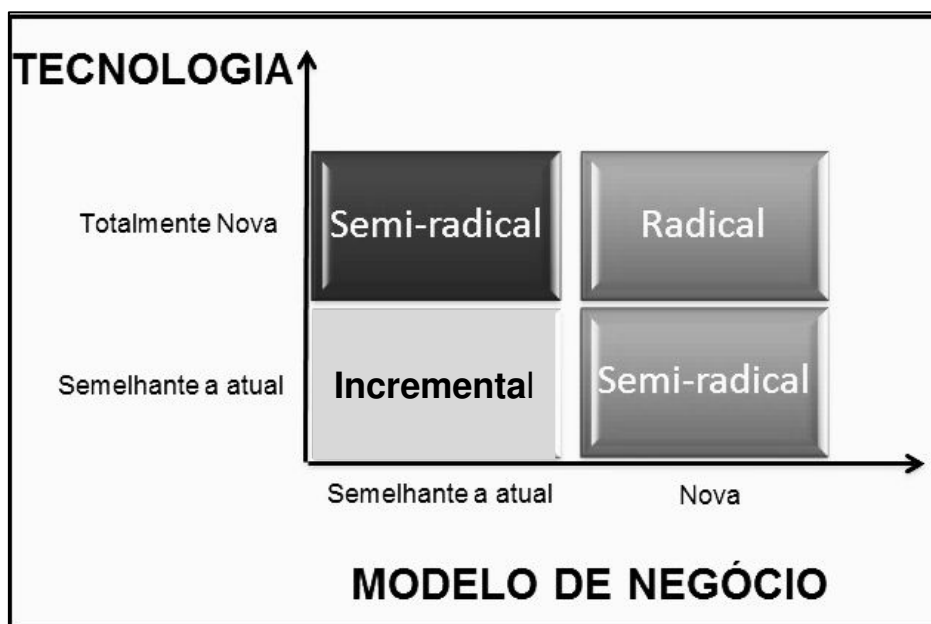 TECNOLOGIA
Totalmente Nova
Semi-radical
Radical
Semelhante a atual
Incremental
Semi-radical
Semelhante a atual
Nova
MODELO DE NEGÓCIO